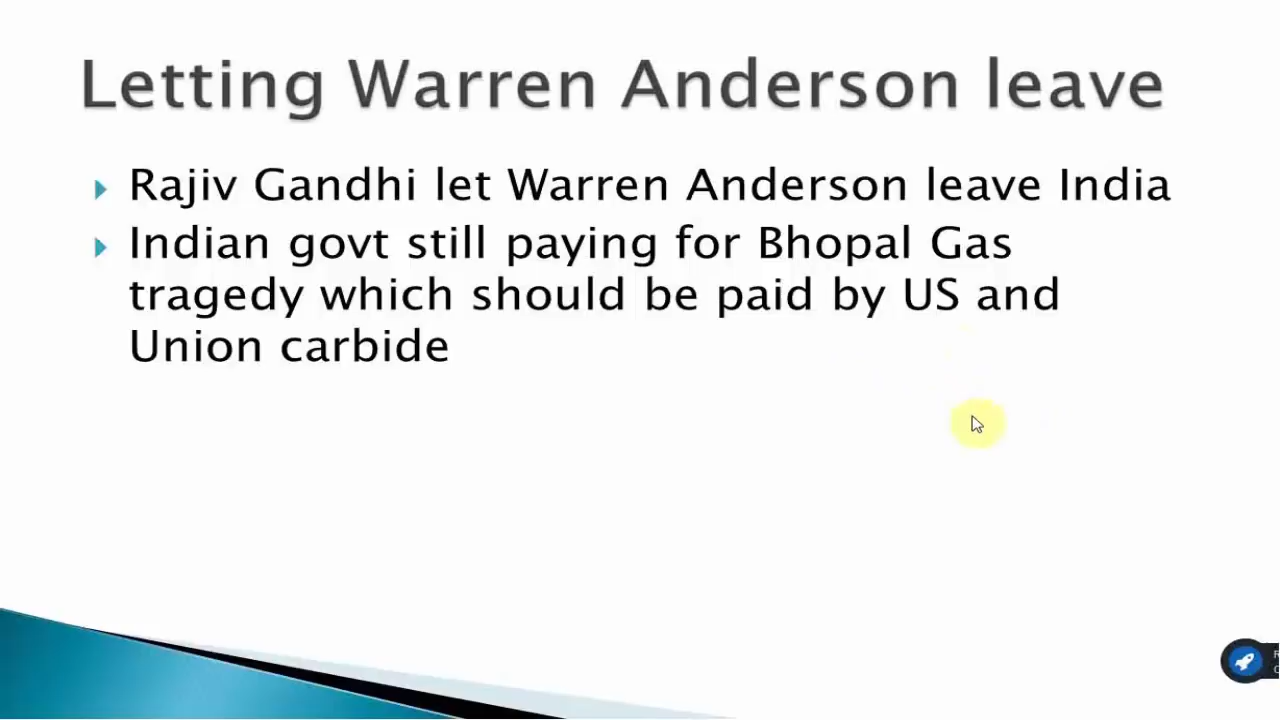 Letting Warren Anderson leave
Rajiv Gandhi let Warren Anderson leave India
Indian govt still paying for Bhopal Gas
tragedy which should be paid by US and
Union carbide